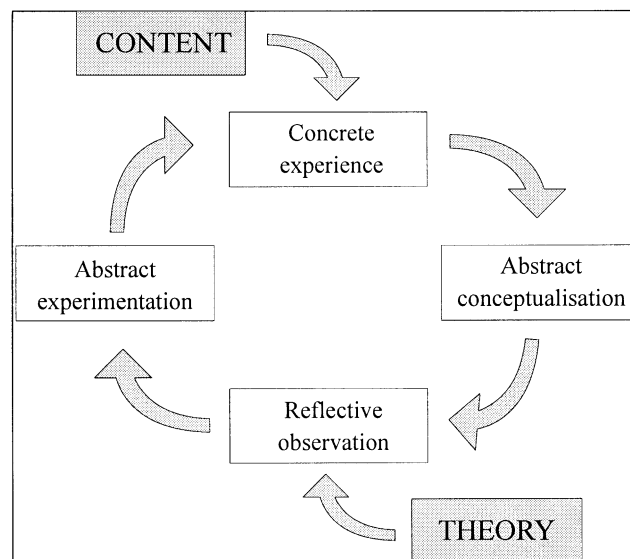 CONTENT
Concrete
experience
Abstract
experimentation
Abstract
conceptualisation
Reflective
observation
THEORY